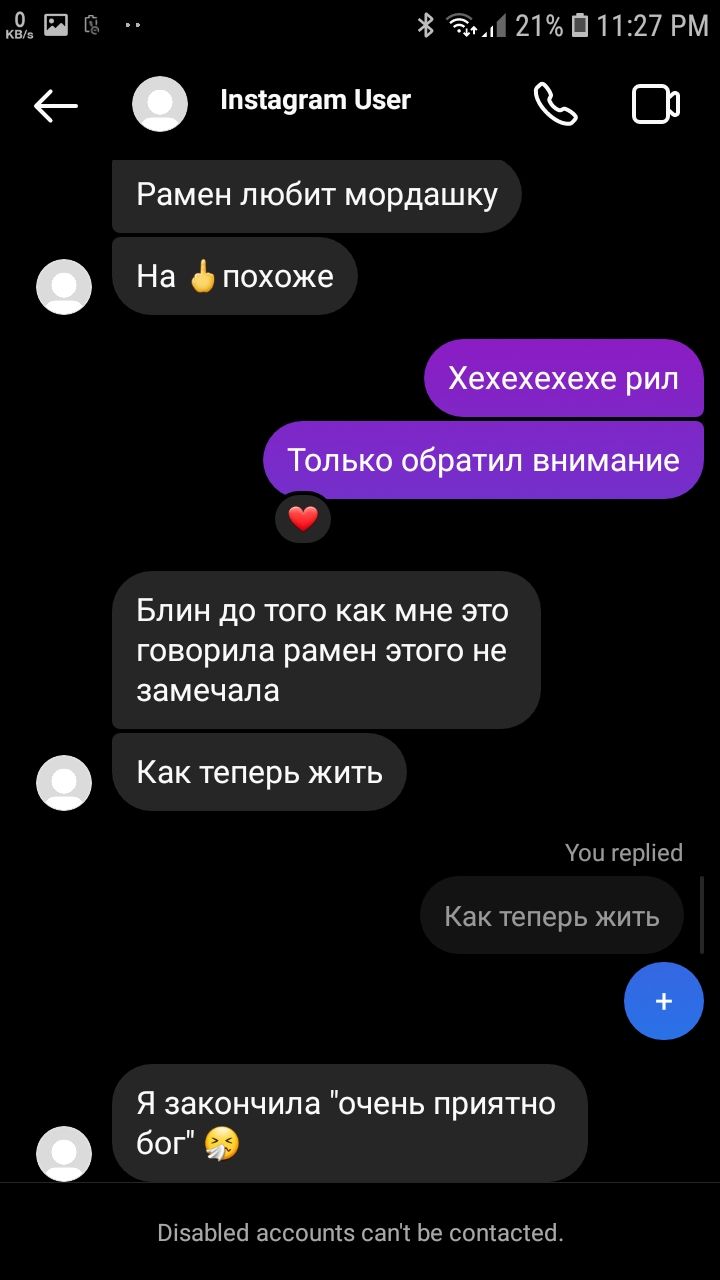 0
KB/s
21% 11:27 PM
Instagram User
Рамен любит мордашку
На 🖕похоже
Хехехехехе рил
Только обратил внимание
❤️
Блин до того как мне это
говорила рамен этого не
замечала
Как теперь жить
You replied
Как теперь жить
+
Я закончила "очень приятно
бог" 🤧
Disabled accounts can't be contacted.